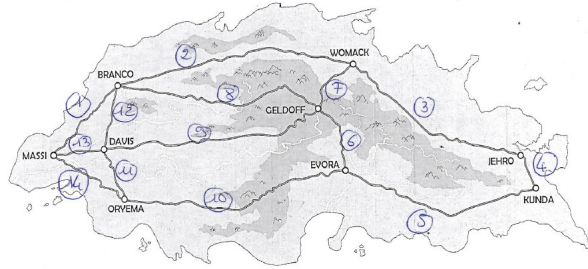 WOMACK
2
BRANCO
1
8
7
3
12
GELDOFF
13
DAVIS
9
6
MASSI
11
EVORA
JEHRO
4
14
ORYEMA
10
5
KUNDA